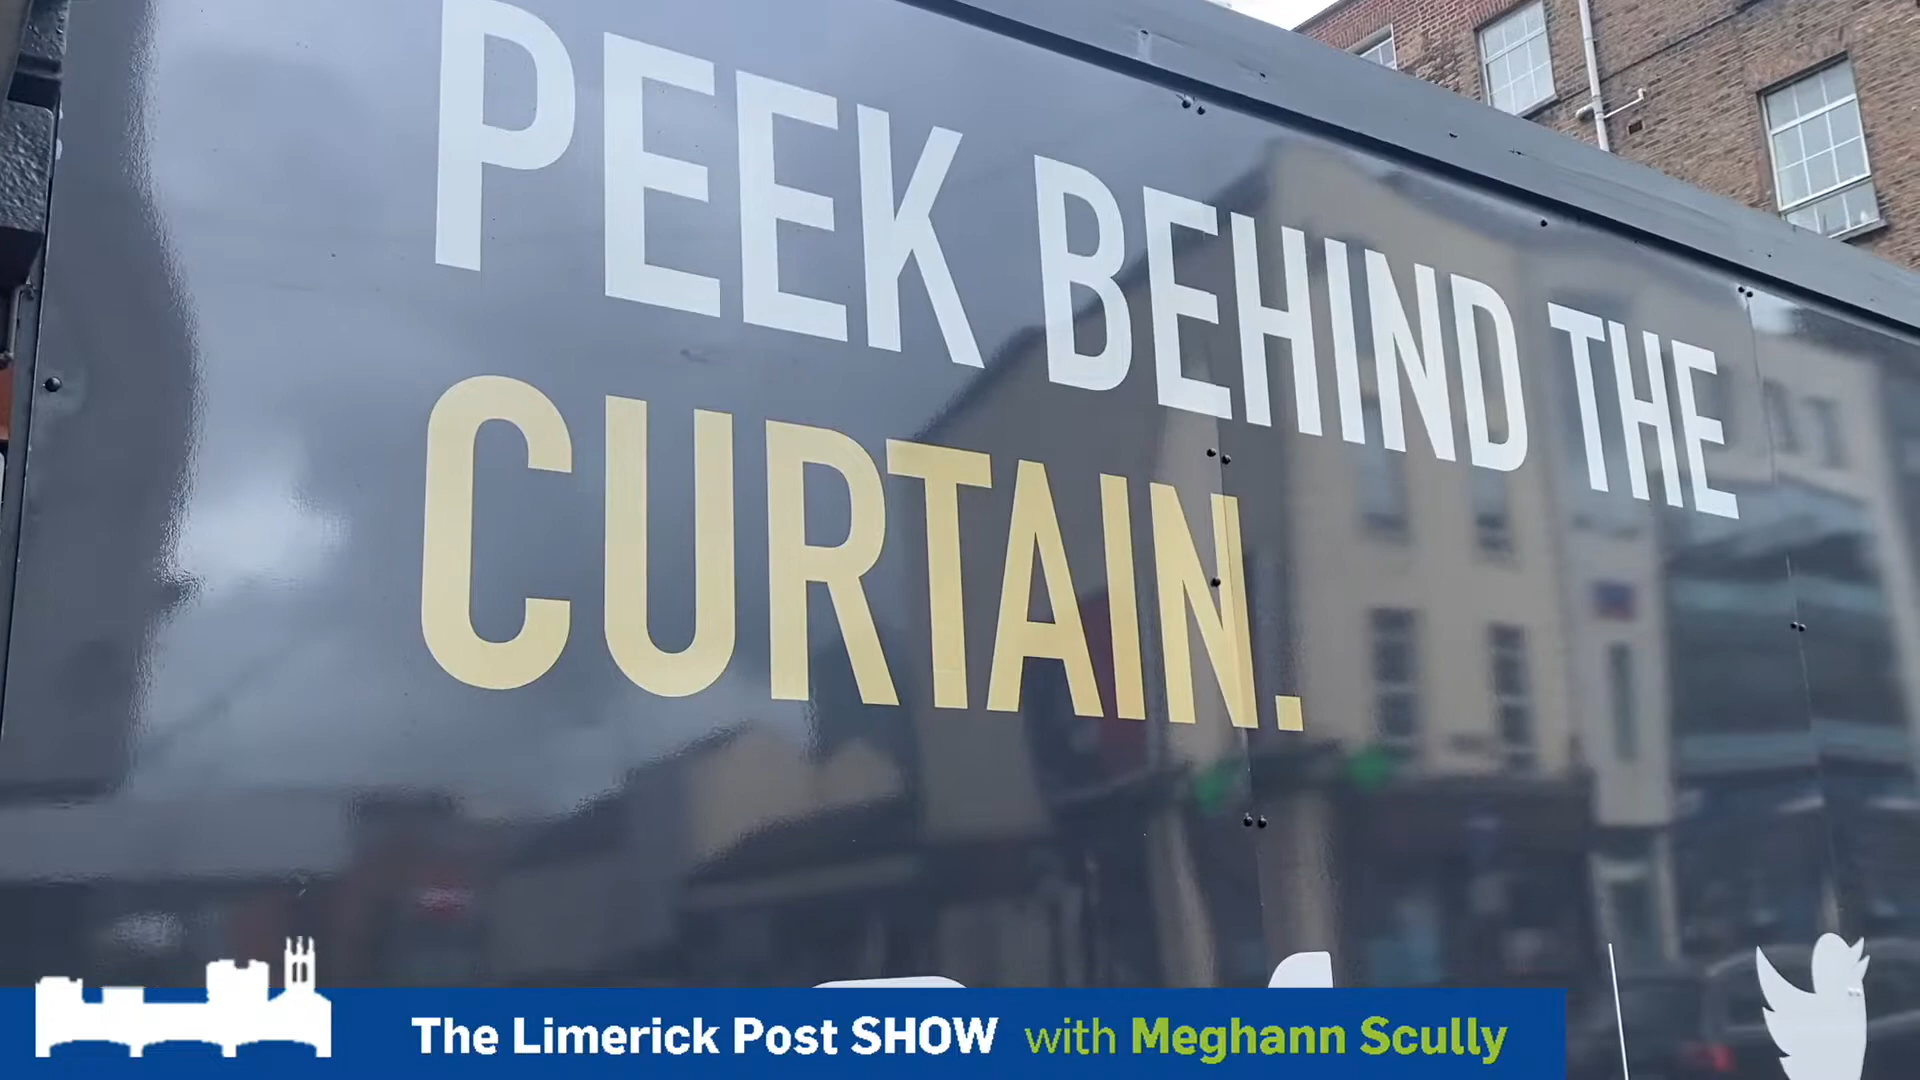 PEEK BEHIND THE
CURTAIN.
The Limerick Post SHOW with Meghann Scully